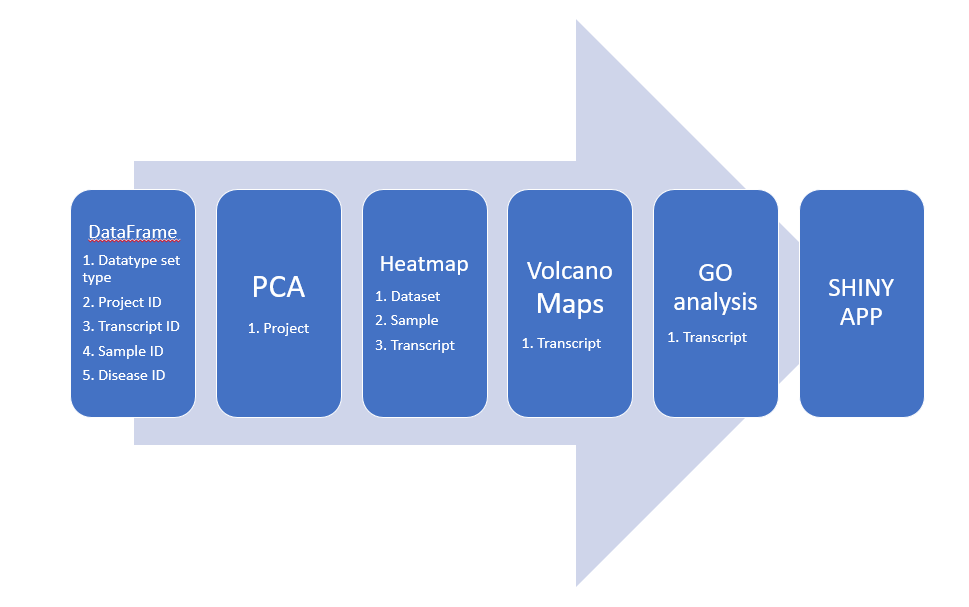 DataFrame
1. Datatype set
type
2. Project ID
3. Transcript ID
4. Sample ID
5. Disease ID
PCA
1. Project
Heatmap
1. Dataset
2. Sample
3. Transcript
Volcano
Maps
1. Transcript
GO
analysis
1. Transcript
SHINY
APP